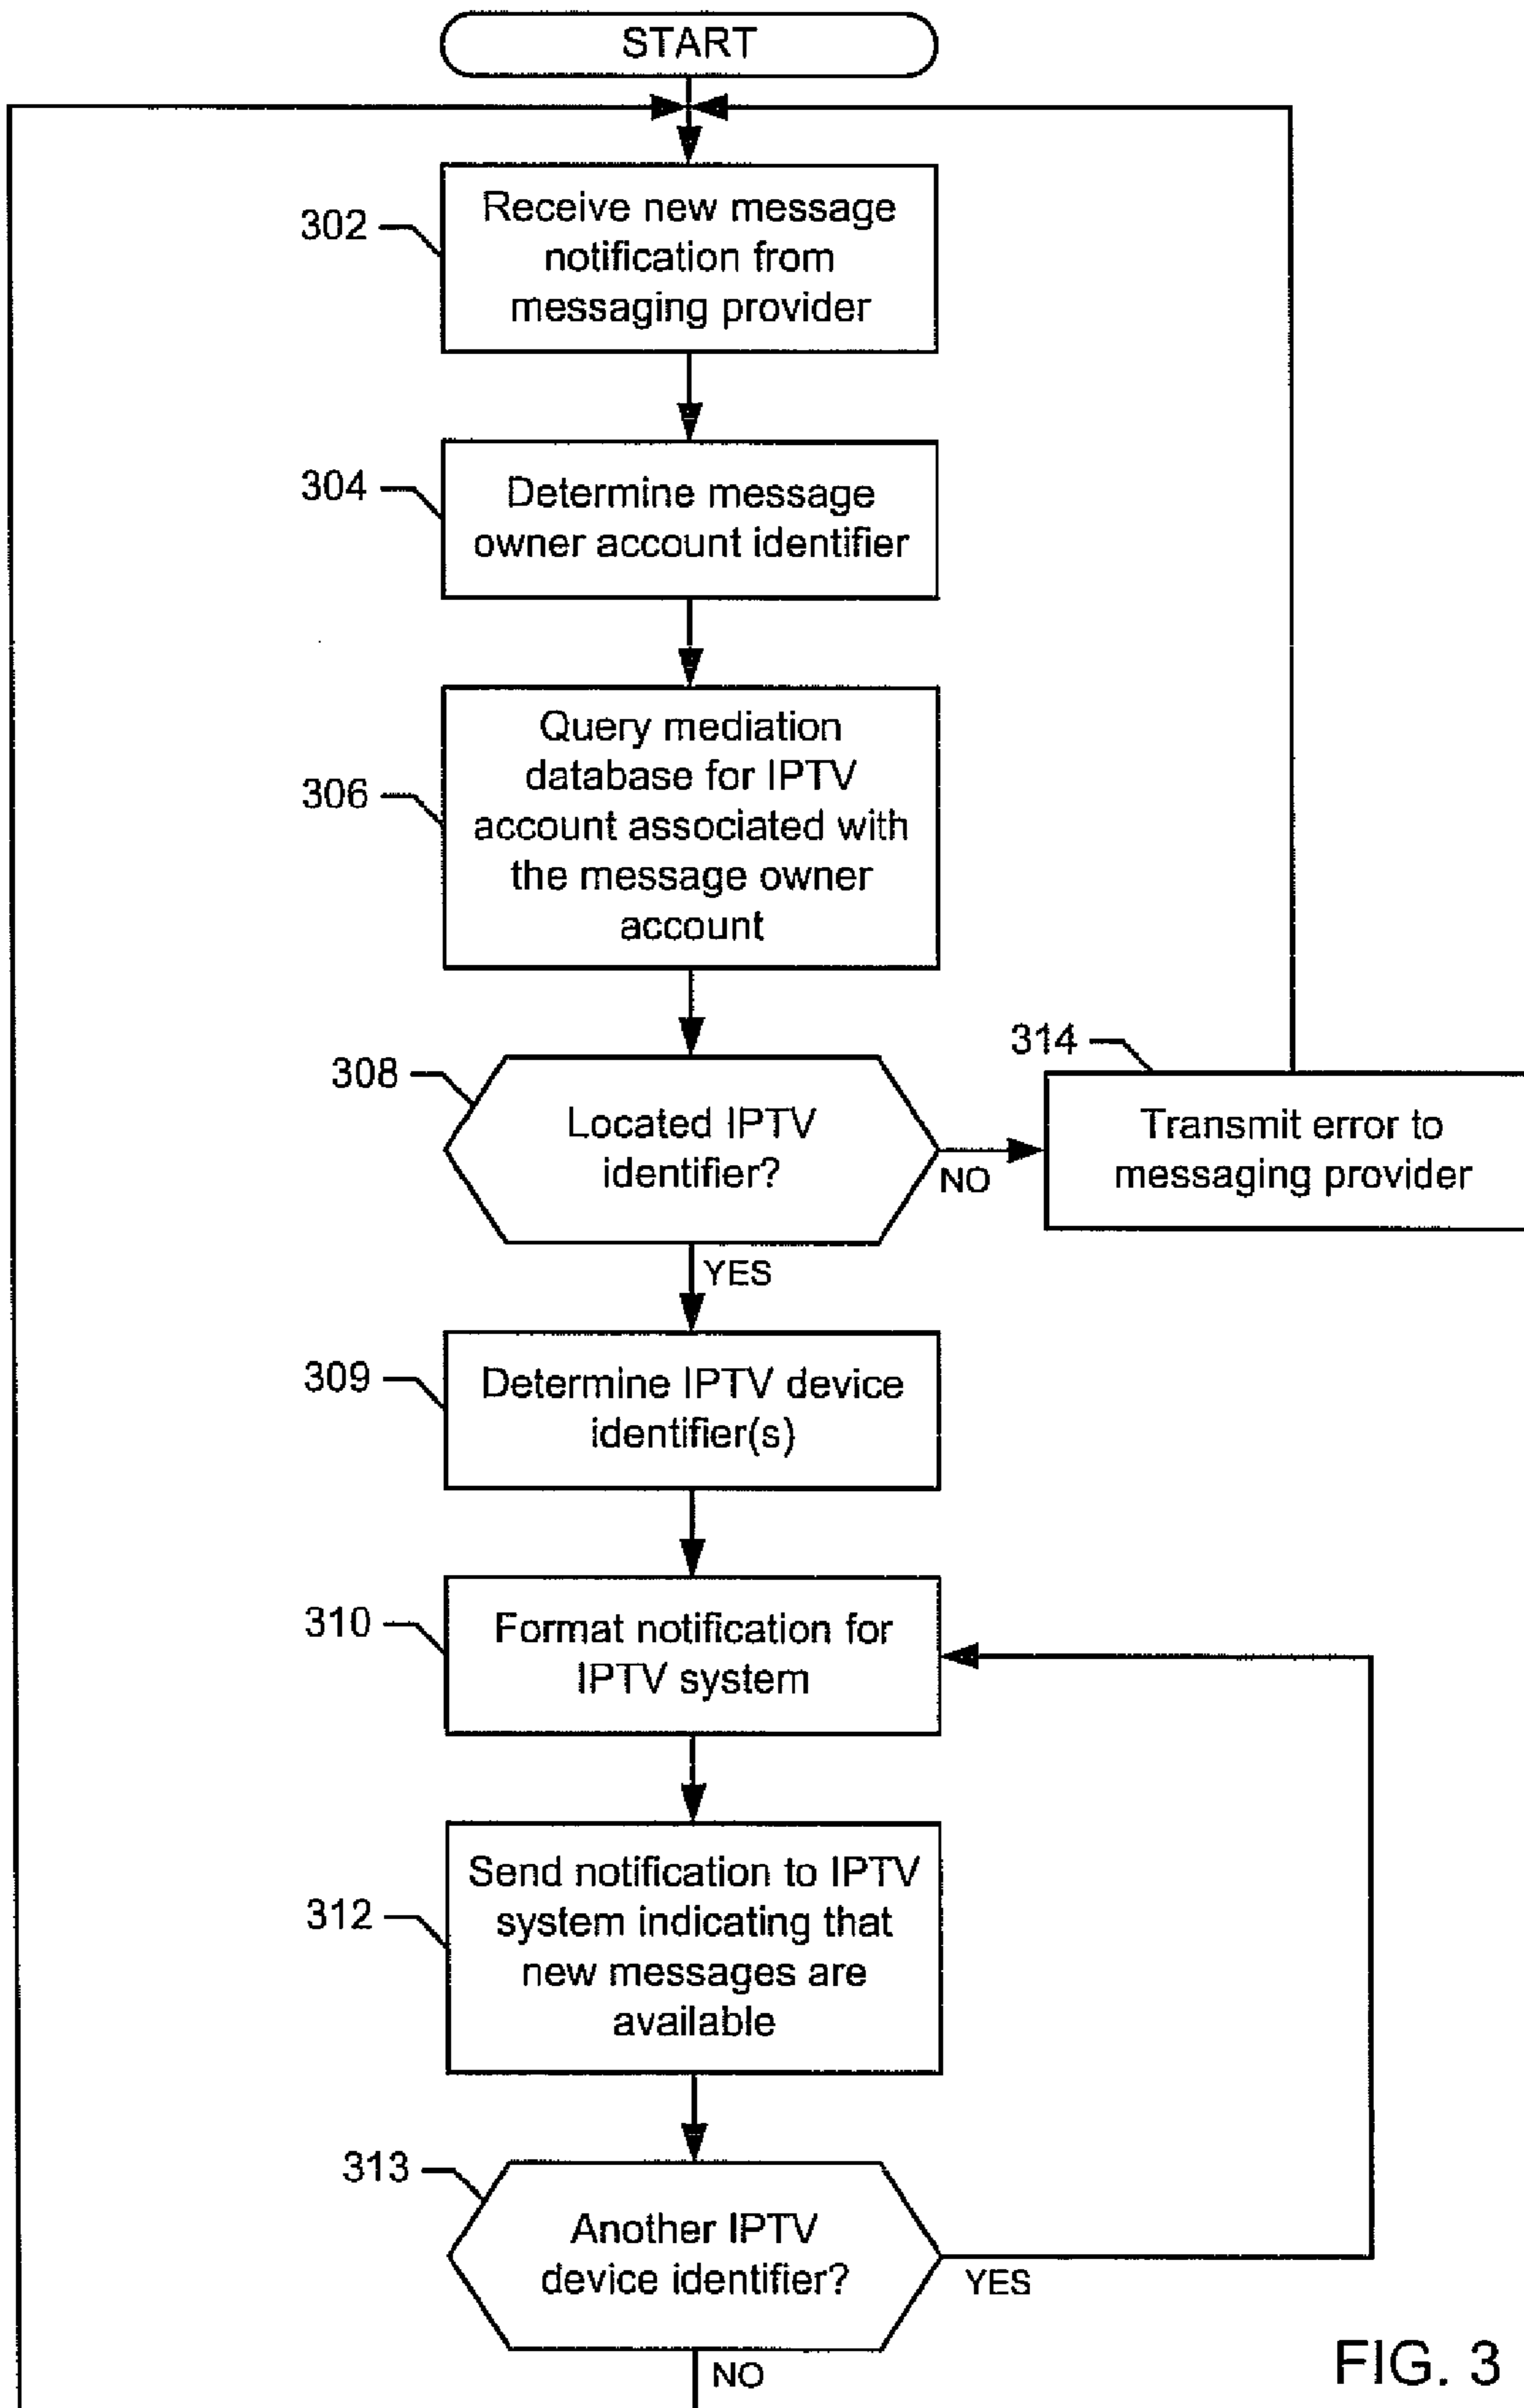 START
302
Receive new message
notification from
messaging provider
304
Determine message
owner account identifier
306
Query mediation
database for IPTV
account associated with
the message owner
account
308
Located IPTV
identifier?
NO
314
Transmit error to
messaging provider
YES
309
Determine IPTV device
identifier(s)
310
Format notification for
IPTV system
312
Send notification to IPTV
system indicating that
new messages are
available
313
Another IPTV
device identifier?
YES
NO
FIG. 3